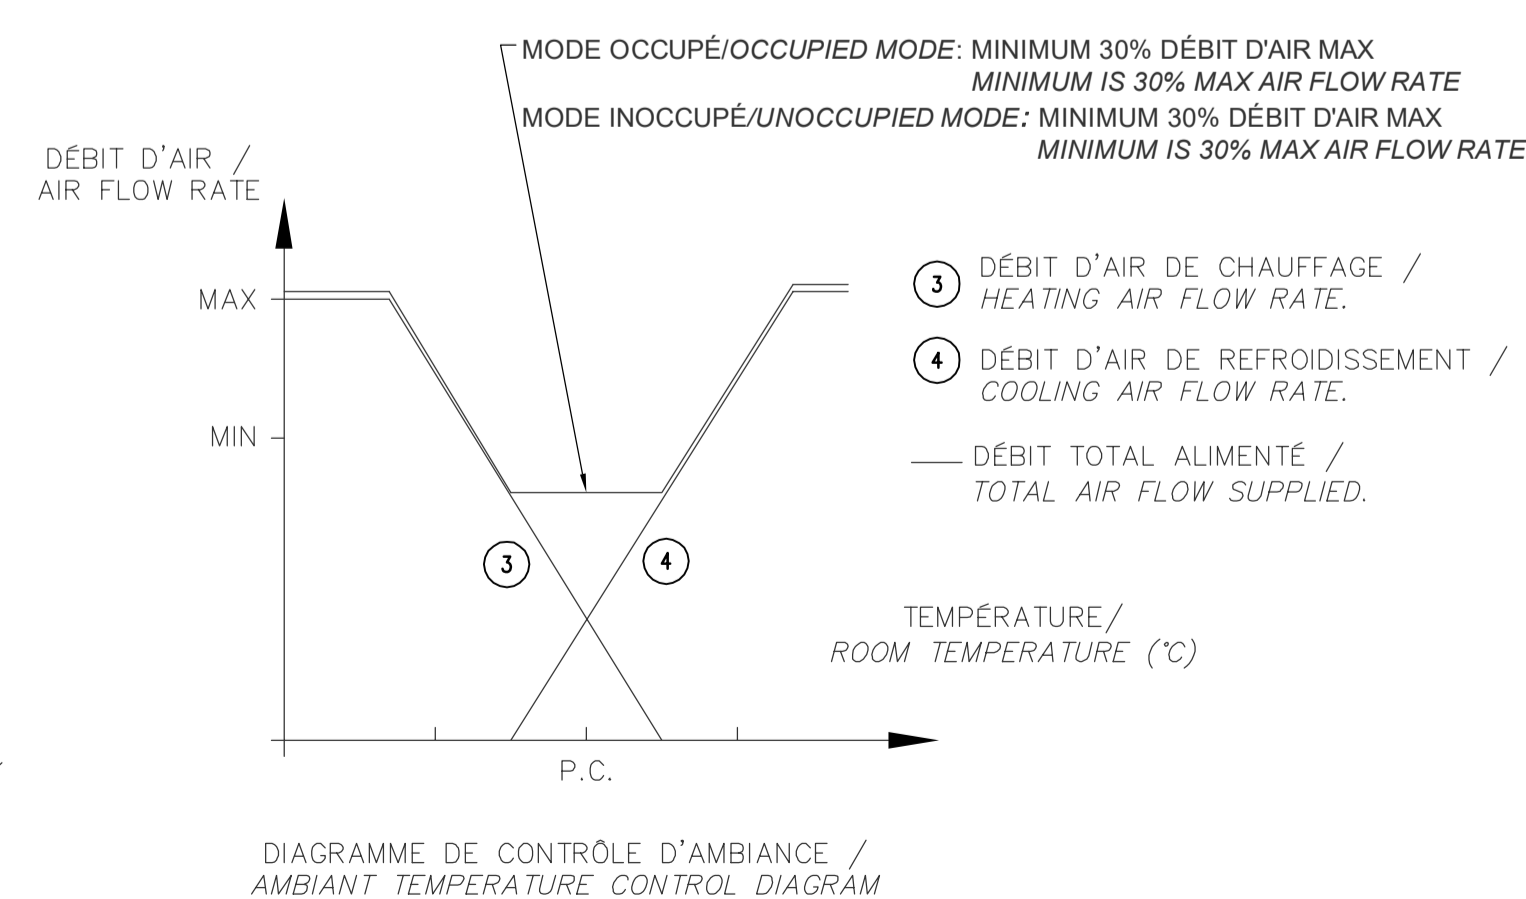 MODE OCCUPÉ/OCCUPIED MODE: MINIMUM 30% DÉBIT D'AIR MAX
MINIMUM IS 30% MAX AIR FLOW RATE
MODE INOCCUPÉ/UNOCCUPIED MODE: MINIMUM 30% DÉBIT D'AIR MAX
MINIMUM IS 30% MAX AIR FLOW RATE
DÉBIT D'AIR /
AIR FLOW RATE
MAX
MIN
3 DÉBIT D'AIR DE CHAUFFAGE /
HEATING AIR FLOW RATE.
4 DÉBIT D'AIR DE REFROIDISSEMENT /
COOLING AIR FLOW RATE.
DÉBIT TOTAL ALIMENTÉ /
TOTAL AIR FLOW SUPPLIED.
3
4
TEMPÉRATURE/
ROOM TEMPERATURE (°C)
P.C.
DIAGRAMME DE CONTRÔLE D'AMBIANCE /
AMBIANT TEMPERATURE CONTROL DIAGRAM